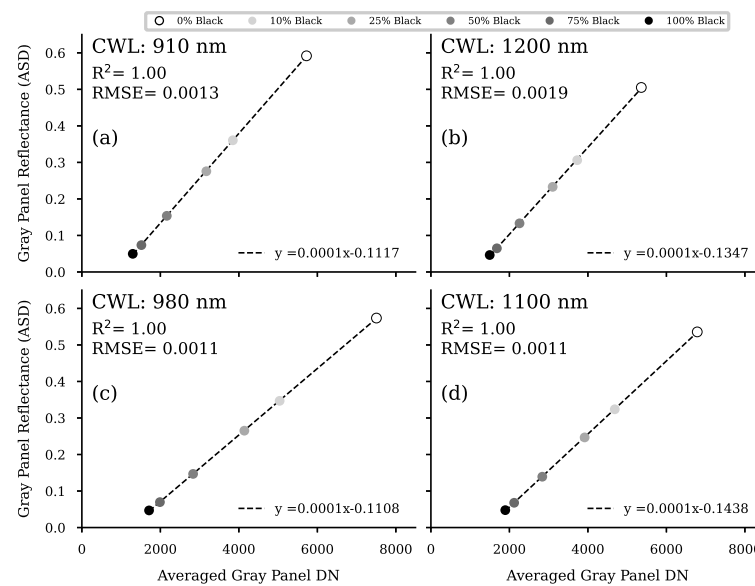 0% Black 10% Black 25% Black 50% Black 75% Black 100% Black
CWL: 910 nm
R²= 1.00
RMSE= 0.0013
(a)
y =0.0001x-0.1117
0.6
0.5
0.4
0.3
0.2
0.1
0.0
Gray Panel Reflectance (ASD)
CWL: 1200 nm
R²= 1.00
RMSE= 0.0019
(b)
y =0.0001x-0.1347
CWL: 980 nm
R²= 1.00
RMSE= 0.0011
(c)
y =0.0001x-0.1108
0.6
0.5
0.4
0.3
0.2
0.1
0.0
Gray Panel Reflectance (ASD)
0 2000 4000 6000 8000
Averaged Gray Panel DN
CWL: 1100 nm
R²= 1.00
RMSE= 0.0011
(d)
y =0.0001x-0.1438
0 2000 4000 6000
Averaged Gray Panel DN